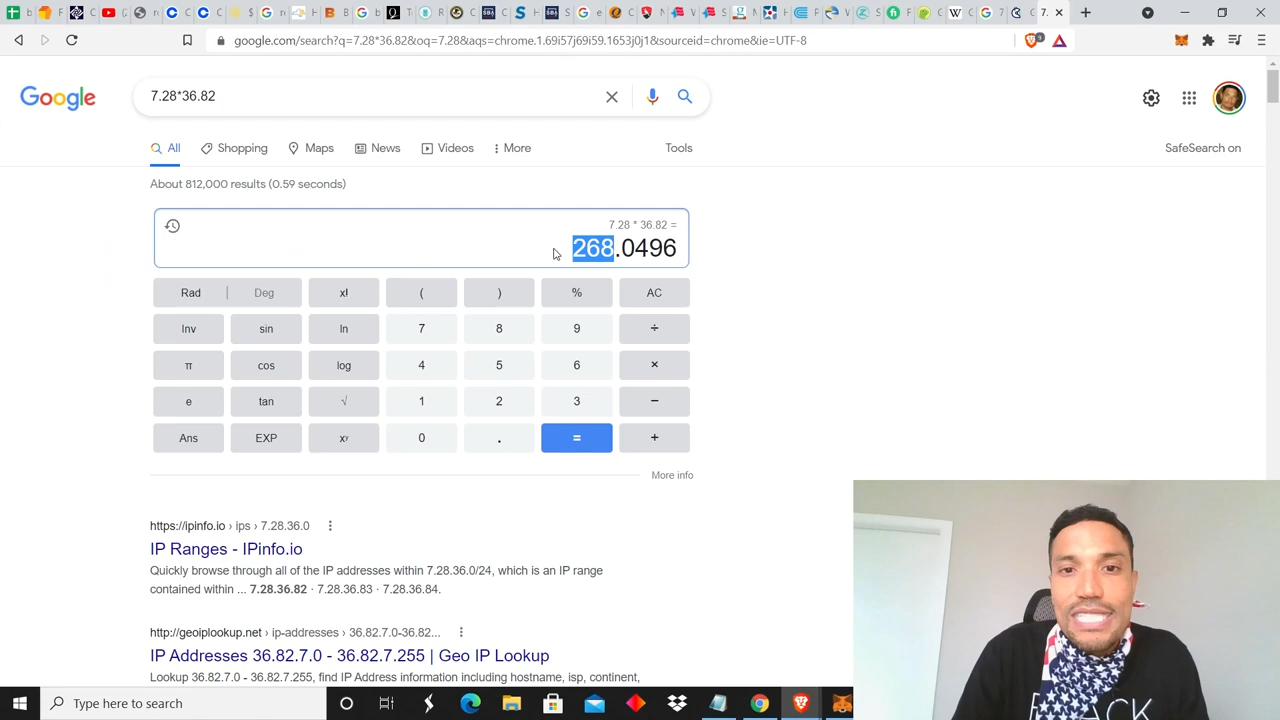 google.com/search?q=7.28*36.82&oq=7.28&aqs=chrome.1.69i57j69i59.1653j0j1&sourceid=chrome&ie=UTF-8
Google
7.28*36.82
All
Shopping
Maps
News
Videos
More
Tools
SafeSearch on
About 812,000 results (0.59 seconds)
7.28 * 36.82 =
268.0496
Rad | Deg x! ( ) % AC
Inv sin ln 7 8 9 ÷
π cos log 4 5 6 ×
e tan √ 1 2 3 −
Ans EXP xʸ 0 . = +
More info
https://ipinfo.io › ips › 7.28.36.0
IP Ranges - IPinfo.io
Quickly browse through all of the IP addresses within 7.28.36.0/24, which is an IP range
contained within ... 7.28.36.82 · 7.28.36.83 · 7.28.36.84.
http://geoiplookup.net › ip-addresses › 36.82.7.0-36.82...
IP Addresses 36.82.7.0 - 36.82.7.255 | Geo IP Lookup
Lookup 36.82.7.0 - 36.82.7.255, find IP Address information including hostname, isp, continent,
Type here to search